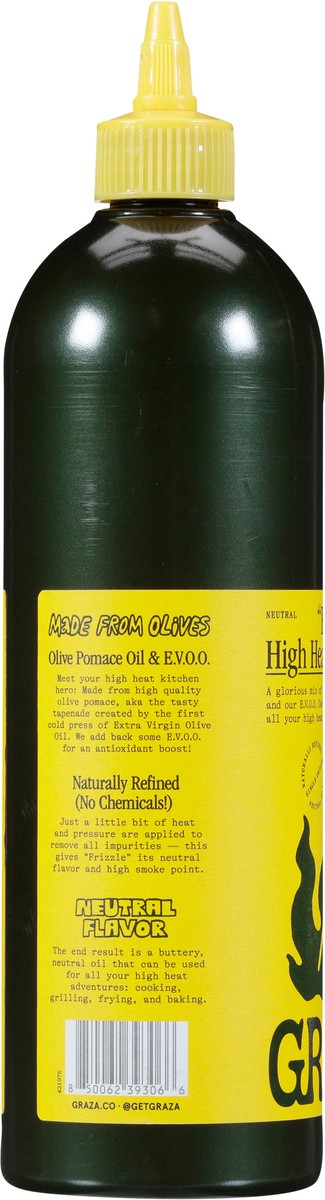 MADE FROM OLIVES
Olive Pomace Oil & E.V.O.O.
Meet your high heat kitchen
hero: Made from high quality
olive pomace, aka the tasty
tapenade created by the first
cold press of Extra Virgin Olive
Oil. We add back some E.V.O.O.
for an antioxidant boost!
Naturally Refined
(No Chemicals!)
Just a little bit of heat
and pressure are applied to
remove all impurities — this
gives "Frizzle" its neutral
flavor and high smoke point.
NEUTRAL
FLAVOR
The end result is a buttery,
neutral oil that can be used
for all your high heat
adventures: cooking,
grilling, frying, and baking.
8 50062 39306 6
GRAZA.CO · @GETGRAZA
NEUTRAL
High He
A glorious mix of
and our E.V.O.O.
all your high heat
GR